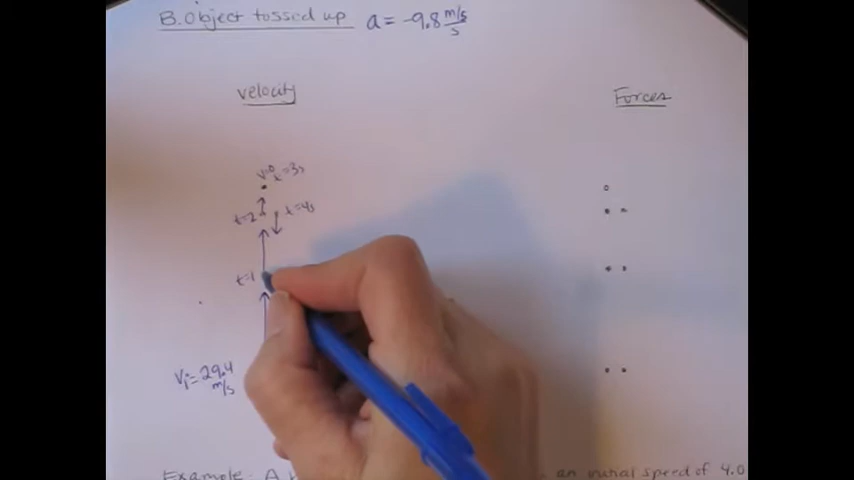 B. Object tossed up a = -9.8 m/s/s
Velocity
Forces
v=0 t=3s
t=2 t=4s
t=1
Vi = 29.4 m/s
Example: A an initial speed of 4.0